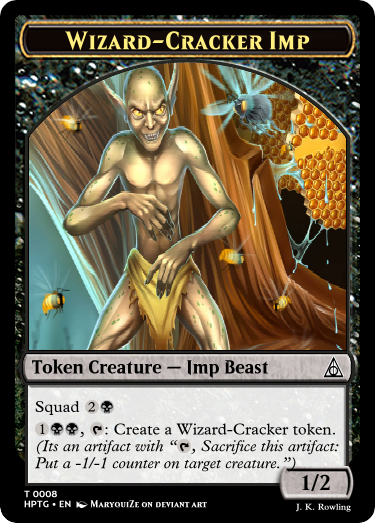 Wizard-Cracker Imp
Token Creature — Imp Beast
Squad 2
1, : Create a Wizard-Cracker token.
(Its an artifact with “, Sacrifice this artifact:
Put a -1/-1 counter on target creature.”)
1/2
T 0008
HPTG • EN MaryouiZe on deviant art
J. K. Rowling